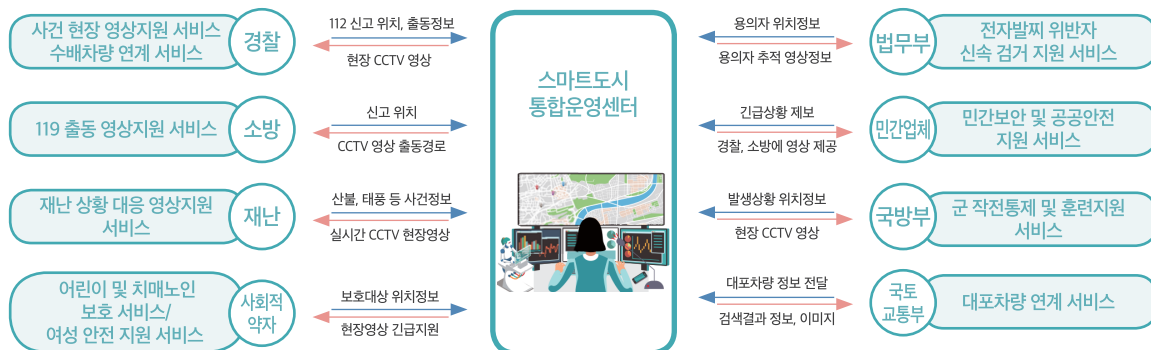 사건 현장 영상지원 서비스
수배차량 연계 서비스
경찰
112 신고 위치, 출동정보
현장 CCTV 영상
119 출동 영상지원 서비스
소방
신고 위치
CCTV 영상 출동경로
재난 상황 대응 영상지원
서비스
재난
산불, 태풍 등 사건정보
실시간 CCTV 현장영상
어린이 및 치매노인
보호 서비스/
여성 안전 지원 서비스
사회적
약자
보호대상 위치정보
현장영상 긴급지원
스마트도시
통합운영센터
용의자 위치정보
용의자 추적 영상정보
법무부
전자발찌 위반자
신속 검거 지원 서비스
긴급상황 제보
경찰, 소방에 영상 제공
민간업체
민간보안 및 공공안전
지원 서비스
발생상황 위치정보
현장 CCTV 영상
국방부
군 작전통제 및 훈련지원
서비스
대포차량 정보 전달
검색결과 정보, 이미지
국토
교통부
대포차량 연계 서비스